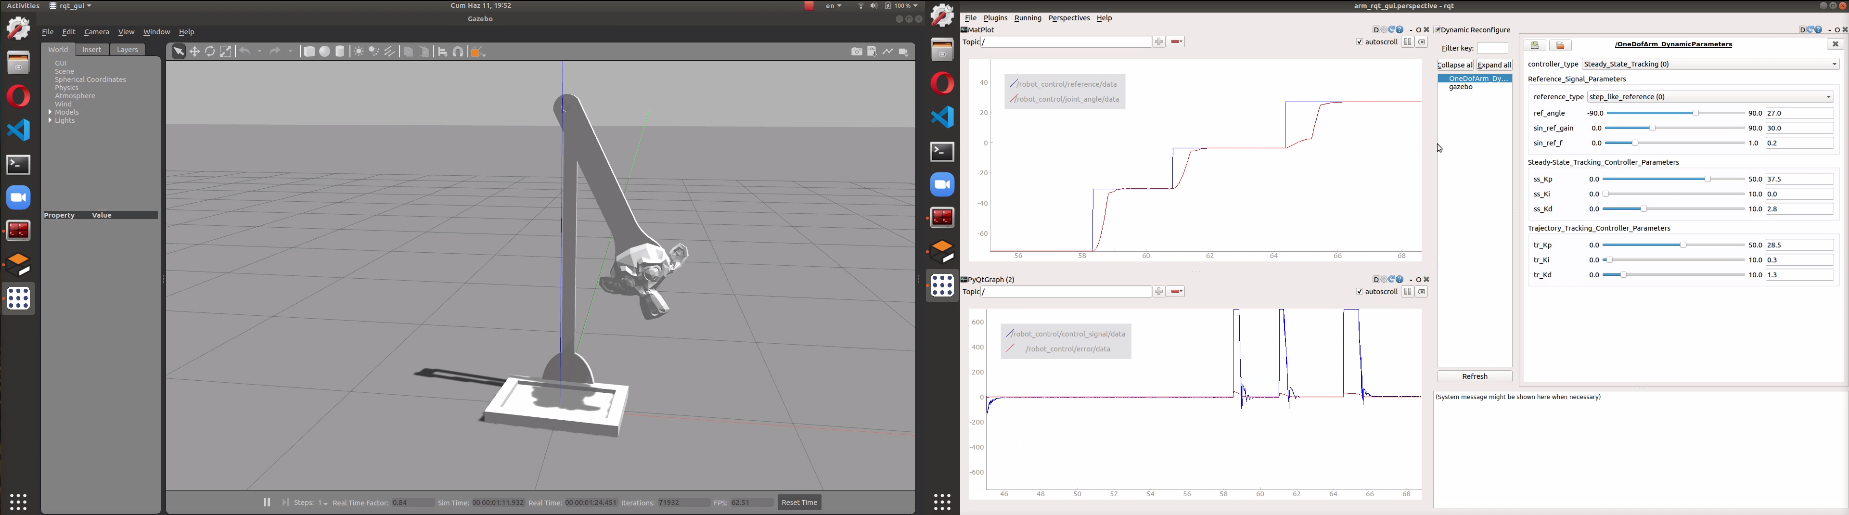 Activities rqt_gui Cum Haz 11, 19:52 en 100 %
Gazebo
File Edit Camera View Window Help
World Insert Layers
GUI
Scene
Spherical Coordinates
Physics
Atmosphere
Wind
Models
Lights
Property Value
Steps: 1 Real Time Factor: 0.84 Sim Time: 00 00:01:11.932 Real Time: 00 00:01:24.451 Iterations: 71932 FPS: 62.51 Reset Time
arm_rqt_gui.perspective - rqt
File Plugins Running Perspectives Help
MatPlot
Topic /
autoscroll
/robot_control/reference/data
/robot_control/joint_angle/data
40
20
0
-20
-40
-60
56 58 60 62 64 66 68
PyQtGraph (2)
Topic /
autoscroll
/robot_control/control_signal/data
/robot_control/error/data
600
400
200
0
-200
-400
-600
46 48 50 52 54 56 58 60 62 64 66 68
Dynamic Reconfigure
Filter key:
Collapse all Expand all
OneDofArm_Dy...
gazebo
Refresh
/OneDofArm_DynamicParameters
controller_type Steady_State_Tracking (0)
Reference_Signal_Parameters
reference_type step_like_reference (0)
ref_angle -90.0 90.0 27.0
sin_ref_gain 0.0 90.0 30.0
sin_ref_f 0.0 1.0 0.2
Steady-State_Tracking_Controller_Parameters
ss_Kp 0.0 50.0 37.5
ss_Ki 0.0 10.0 0.0
ss_Kd 0.0 10.0 2.8
Trajectory_Tracking_Controller_Parameters
tr_Kp 0.0 50.0 28.5
tr_Ki 0.0 10.0 0.3
tr_Kd 0.0 10.0 1.3
(System message might be shown here when necessary)